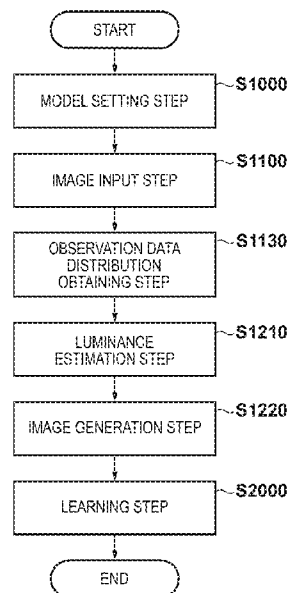 START
MODEL SETTING STEP
S1000
IMAGE INPUT STEP
S1100
OBSERVATION DATA
DISTRIBUTION
OBTAINING STEP
S1130
LUMINANCE
ESTIMATION STEP
S1210
IMAGE GENERATION STEP
S1220
LEARNING STEP
S2000
END